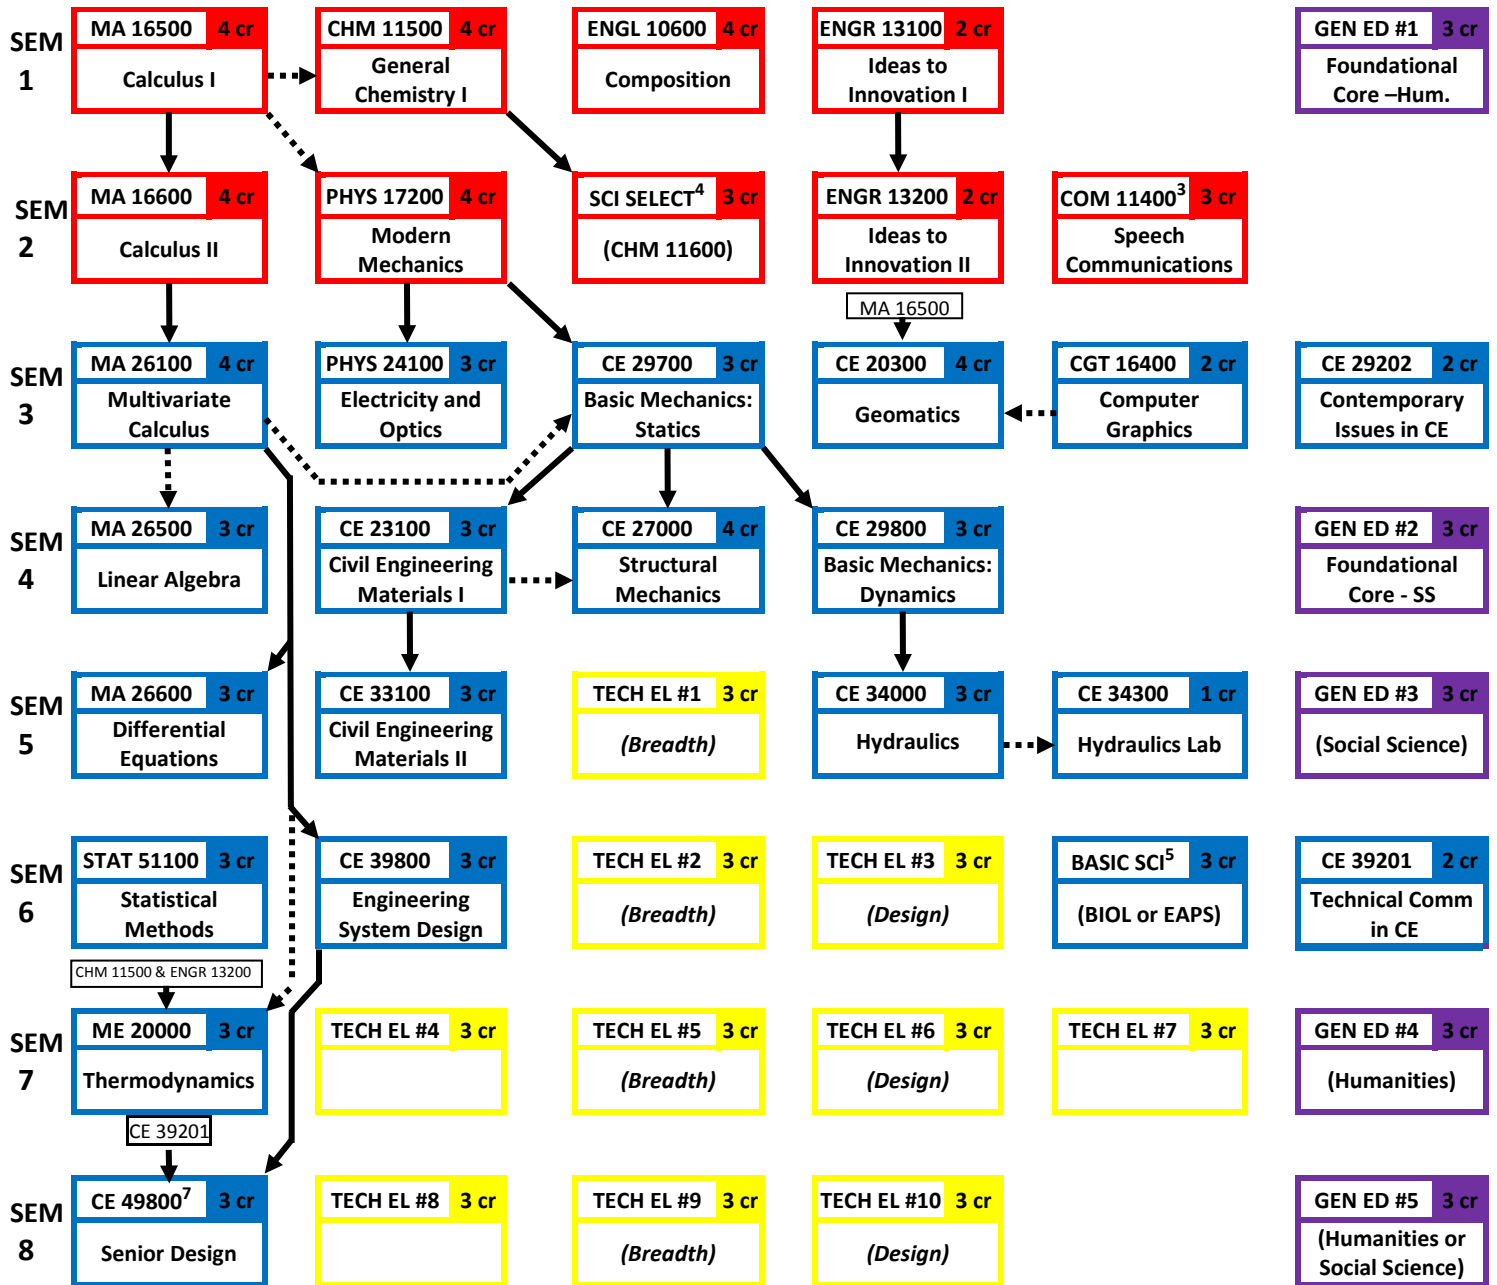 SEM 1
MA 16500 4 cr
Calculus I
CHM 11500 4 cr
General
Chemistry I
ENGL 10600 4 cr
Composition
ENGR 13100 2 cr
Ideas to
Innovation I
GEN ED #1 3 cr
Foundational
Core –Hum.
SEM 2
MA 16600 4 cr
Calculus II
PHYS 17200 4 cr
Modern
Mechanics
SCI SELECT4 3 cr
(CHM 11600)
ENGR 13200 2 cr
Ideas to
Innovation II
COM 114003 3 cr
Speech
Communications
MA 16500
SEM 3
MA 26100 4 cr
Multivariate
Calculus
PHYS 24100 3 cr
Electricity and
Optics
CE 29700 3 cr
Basic Mechanics:
Statics
CE 20300 4 cr
Geomatics
CGT 16400 2 cr
Computer
Graphics
CE 29202 2 cr
Contemporary
Issues in CE
SEM 4
MA 26500 3 cr
Linear Algebra
CE 23100 3 cr
Civil Engineering
Materials I
CE 27000 4 cr
Structural
Mechanics
CE 29800 3 cr
Basic Mechanics:
Dynamics
GEN ED #2 3 cr
Foundational
Core - SS
SEM 5
MA 26600 3 cr
Differential
Equations
CE 33100 3 cr
Civil Engineering
Materials II
TECH EL #1 3 cr
(Breadth)
CE 34000 3 cr
Hydraulics
CE 34300 1 cr
Hydraulics Lab
GEN ED #3 3 cr
(Social Science)
SEM 6
STAT 51100 3 cr
Statistical
Methods
CE 39800 3 cr
Engineering
System Design
TECH EL #2 3 cr
(Breadth)
TECH EL #3 3 cr
(Design)
BASIC SCI5 3 cr
(BIOL or EAPS)
CE 39201 2 cr
Technical Comm
in CE
CHM 11500 & ENGR 13200
SEM 7
ME 20000 3 cr
Thermodynamics
TECH EL #4 3 cr
TECH EL #5 3 cr
(Breadth)
TECH EL #6 3 cr
(Design)
TECH EL #7 3 cr
GEN ED #4 3 cr
(Humanities)
CE 39201
SEM 8
CE 498007 3 cr
Senior Design
TECH EL #8 3 cr
TECH EL #9 3 cr
(Breadth)
TECH EL #10 3 cr
(Design)
GEN ED #5 3 cr
(Humanities or
Social Science)